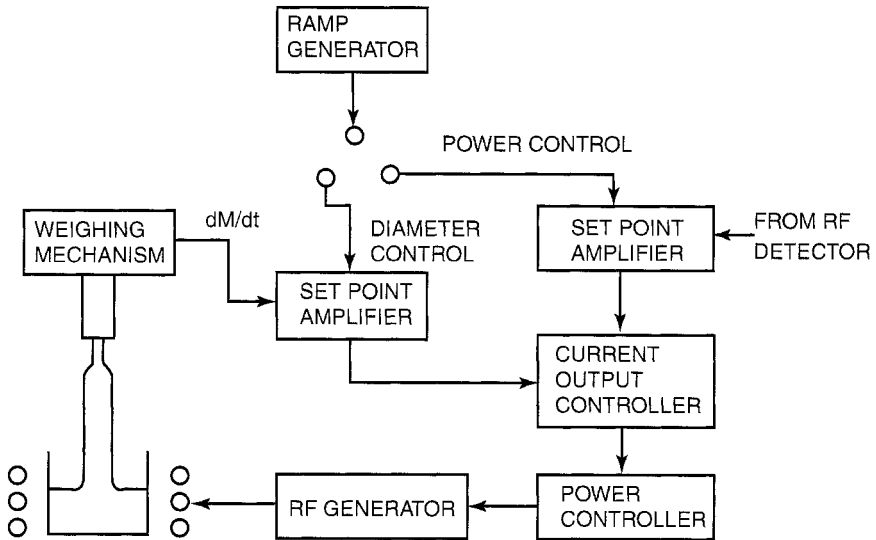 RAMP
GENERATOR
POWER CONTROL
WEIGHING
MECHANISM
dM/dt
DIAMETER
CONTROL
SET POINT
AMPLIFIER
FROM RF
DETECTOR
SET POINT
AMPLIFIER
CURRENT
OUTPUT
CONTROLLER
RF GENERATOR
POWER
CONTROLLER